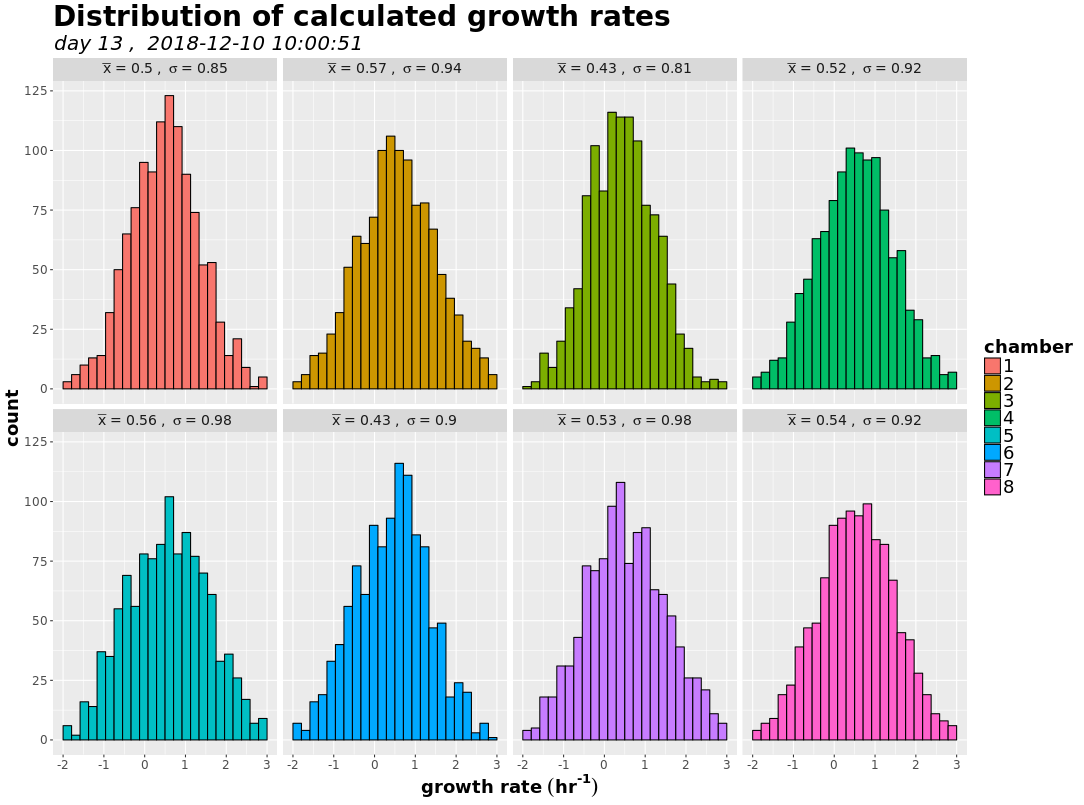 Distribution of calculated growth rates
day 13 ,  2018-12-10 10:00:51
x̅ = 0.5 ,  σ = 0.85
x̅ = 0.57 ,  σ = 0.94
x̅ = 0.43 ,  σ = 0.81
x̅ = 0.52 ,  σ = 0.92
125
100
75
50
25
0
x̅ = 0.56 ,  σ = 0.98
x̅ = 0.43 ,  σ = 0.9
x̅ = 0.53 ,  σ = 0.98
x̅ = 0.54 ,  σ = 0.92
125
100
75
50
25
0
count
-2 -1 0 1 2 3
-2 -1 0 1 2 3
-2 -1 0 1 2 3
-2 -1 0 1 2 3
growth rate (hr⁻¹)
chamber
1
2
3
4
5
6
7
8